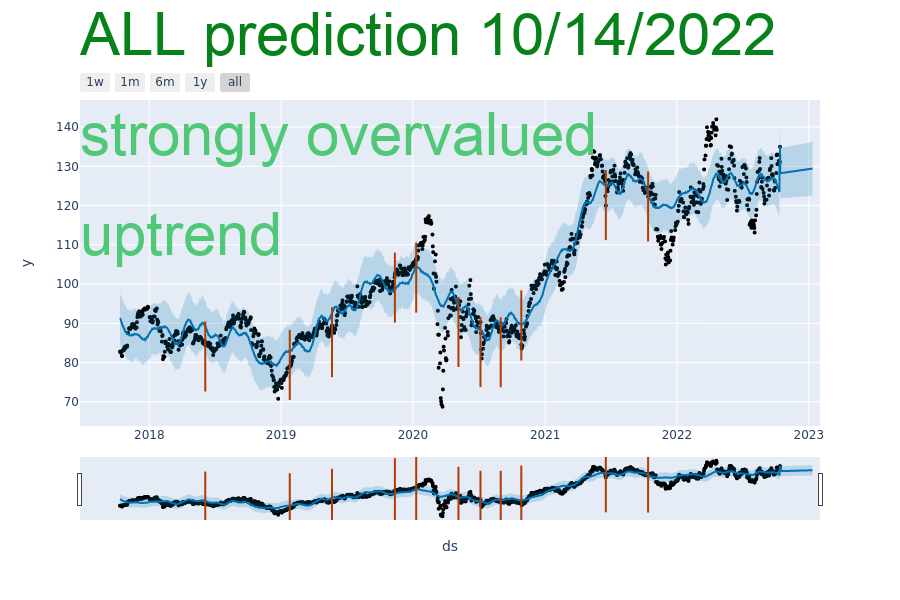 ALL prediction 10/14/2022
1w 1m 6m 1y all
strongly overvalued
uptrend
140
130
120
110
100
90
80
70
y
2018 2019 2020 2021 2022 2023
ds